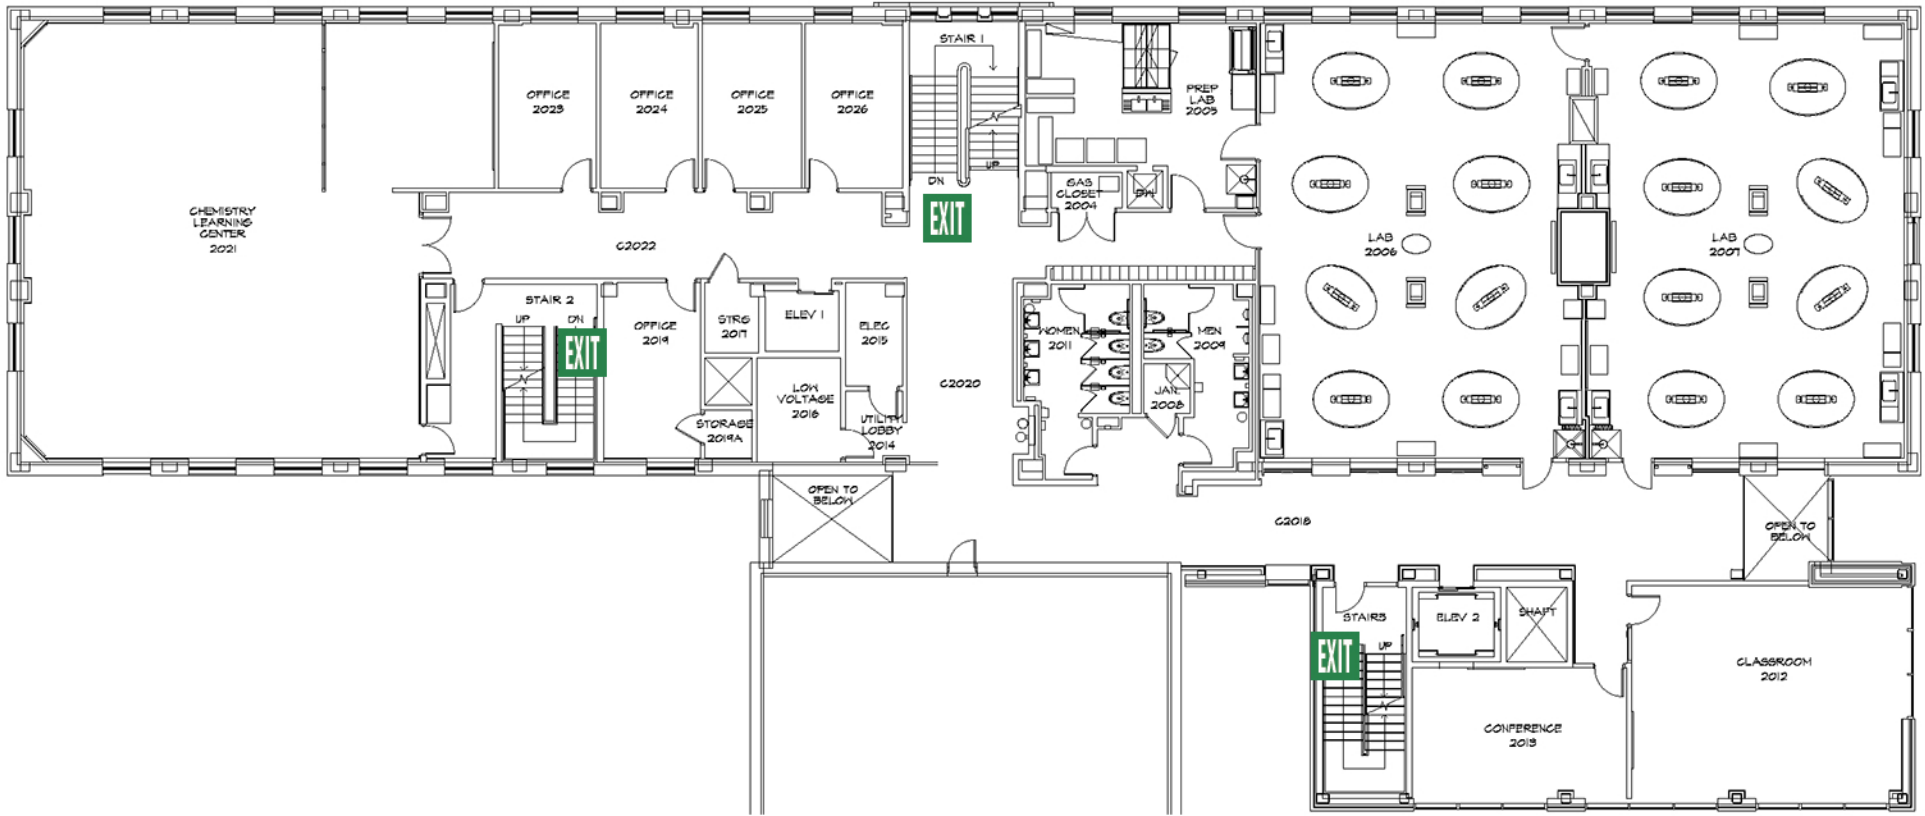 STAIR 1
OFFICE
2023
OFFICE
2024
OFFICE
2025
OFFICE
2026
PREP
LAB
2003
DN
UP
EXIT
GAS
CLOSET
2004
DW
CHEMISTRY
LEARNING
CENTER
2021
C2022
LAB
2006
LAB
2007
STAIR 2
UP
DN
EXIT
OFFICE
2019
STRG
2017
ELEV 1
ELEC
2015
WOMEN
2011
MEN
2009
C2020
LOW
VOLTAGE
2016
JAN.
2008
STORAGE
2019A
UTILITY
LOBBY
2014
OPEN TO
BELOW
C2018
OPEN TO
BELOW
STAIR3
UP
EXIT
ELEV 2
SHAFT
CLASSROOM
2012
CONFERENCE
2013